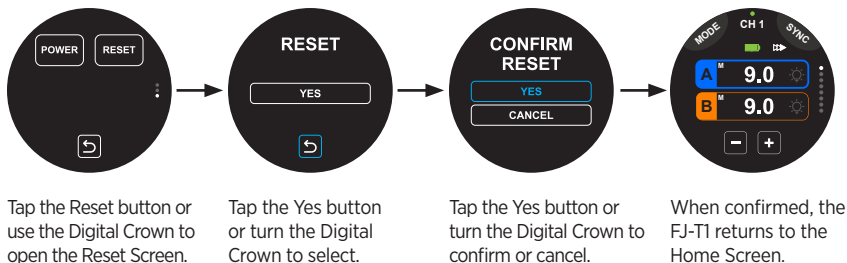 POWER RESET
RESET
YES
CONFIRM
RESET
YES
CANCEL
MODE CH 1 SYNC
A M 9.0
B M 9.0
Tap the Reset button or
use the Digital Crown to
open the Reset Screen.
Tap the Yes button
or turn the Digital
Crown to select.
Tap the Yes button or
turn the Digital Crown to
confirm or cancel.
When confirmed, the
FJ-T1 returns to the
Home Screen.